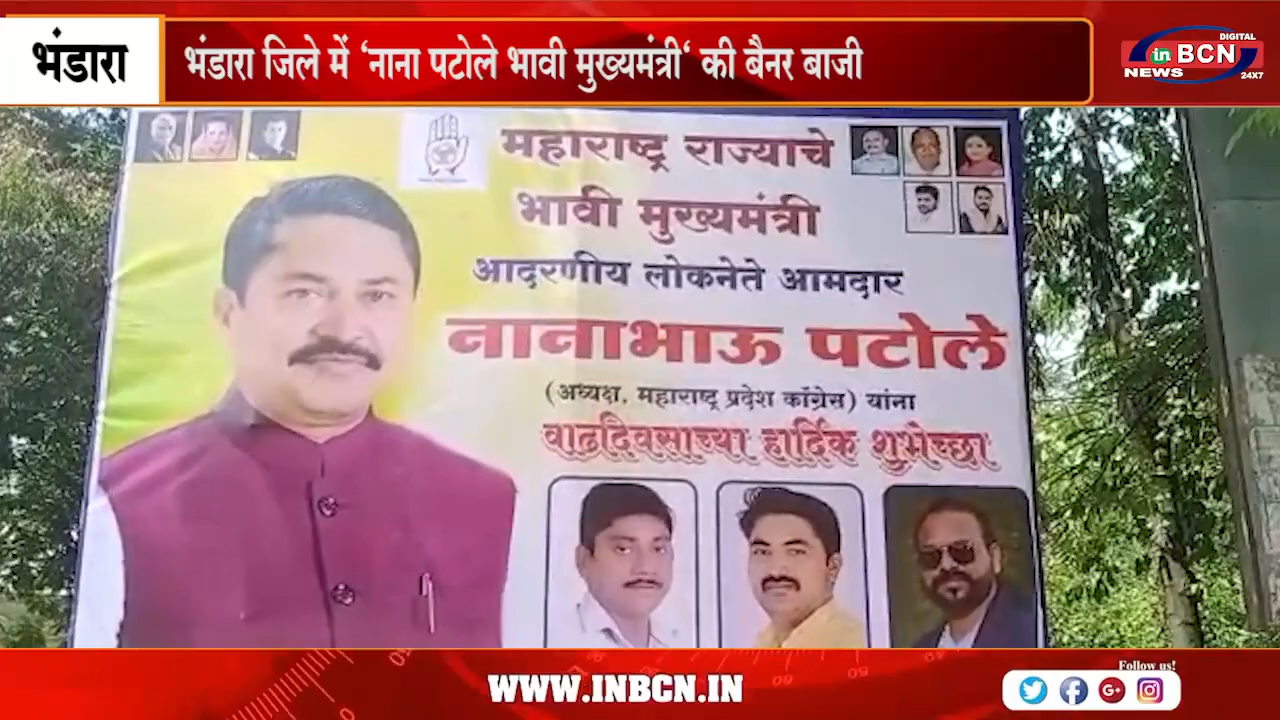 भंडारा
भंडारा जिले में ‘नाना पटोले भावी मुख्यमंत्री‘ की बैनर बाजी
DIGITAL
in BCN
NEWS
24X7
महाराष्ट्र राज्याचे
भावी मुख्यमंत्री
आदरणीय लोकनेते आमदार
नानाभाऊ पटोले
(अध्यक्ष, महाराष्ट्र प्रदेश काँग्रेस) यांना
वाढदिवसाच्या हार्दिक शुभेच्छा
WWW.INBCN.IN
Follow us!